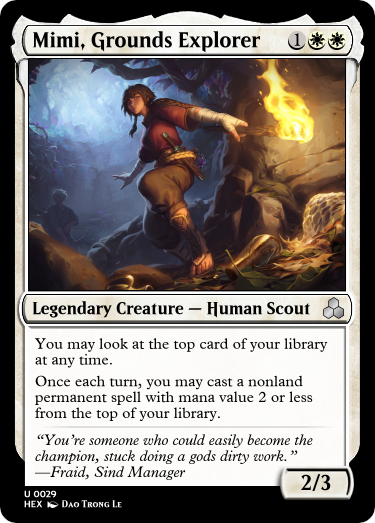 Mimi, Grounds Explorer 1
Legendary Creature — Human Scout
You may look at the top card of your library
at any time.
Once each turn, you may cast a nonland
permanent spell with mana value 2 or less
from the top of your library.
“You’re someone who could easily become the
champion, stuck doing a gods dirty work.”
—Fraid, Sind Manager
2/3
U 0029
HEX Dao Trong Le